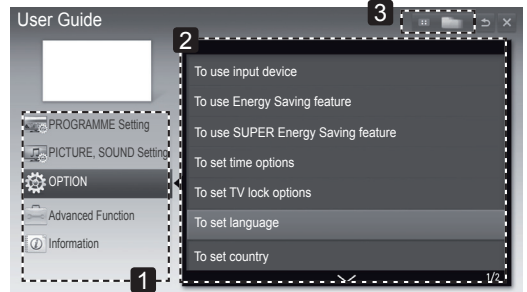 User Guide
3
2
PROGRAMME Setting
PICTURE, SOUND Setting
OPTION
Advanced Function
Information
1
To use input device
To use Energy Saving feature
To use SUPER Energy Saving feature
To set time options
To set TV lock options
To set language
To set country
1/2